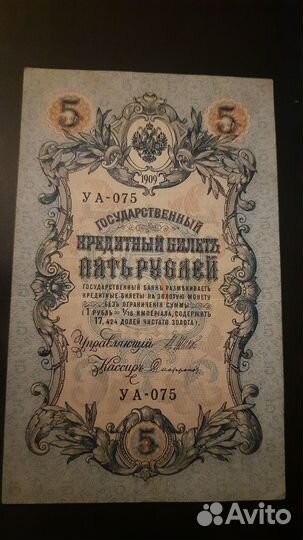 5 5
1909
УА-075
ГОСУДАРСТВЕННЫЙ
КРЕДИТНЫЙ БИЛЕТЪ
ПЯТЬ РУБЛЕЙ
ГОСУДАРСТВЕННЫЙ БАНКЪ РАЗМѢНИВАЕТЪ
КРЕДИТНЫЕ БИЛЕТЫ НА ЗОЛОТУЮ МОНЕТУ
БЕЗЪ ОГРАНИЧЕНІЯ СУММЫ
(1 РУБЛЬ = 1/15 ИМПЕРІАЛА, СОДЕРЖИТЪ
17,424 ДОЛЕЙ ЧИСТАГО ЗОЛОТА).
Управляющій
Кассиръ
УА-075
5
Avito